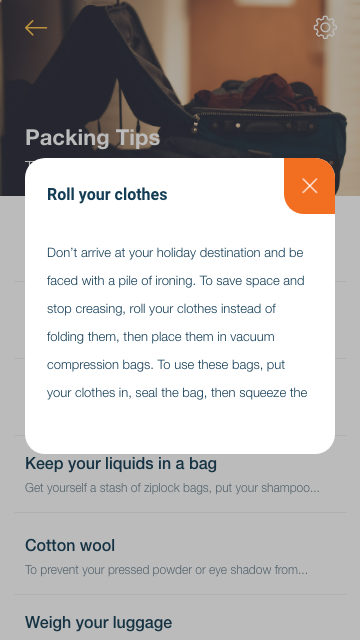 Packing Tips
Roll your clothes
Don't arrive at your holiday destination and be
faced with a pile of ironing. To save space and
stop creasing, roll your clothes instead of
folding them, then place them in vacuum
compression bags. To use these bags, put
your clothes in, seal the bag, then squeeze the
Keep your liquids in a bag
Get yourself a stash of ziplock bags, put your shampoo...
Cotton wool
To prevent your pressed powder or eye shadow from...
Weigh your luggage